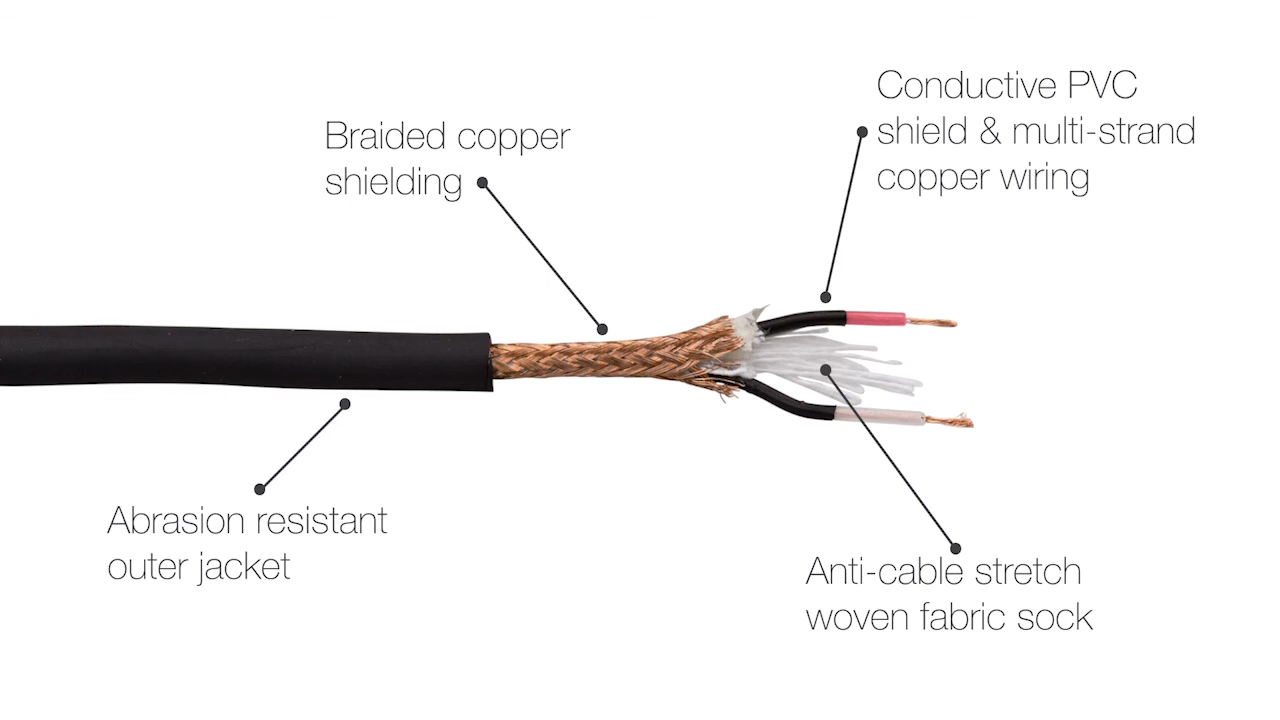 Conductive PVC
shield & multi-strand
copper wiring
Braided copper
shielding
Abrasion resistant
outer jacket
Anti-cable stretch
woven fabric sock